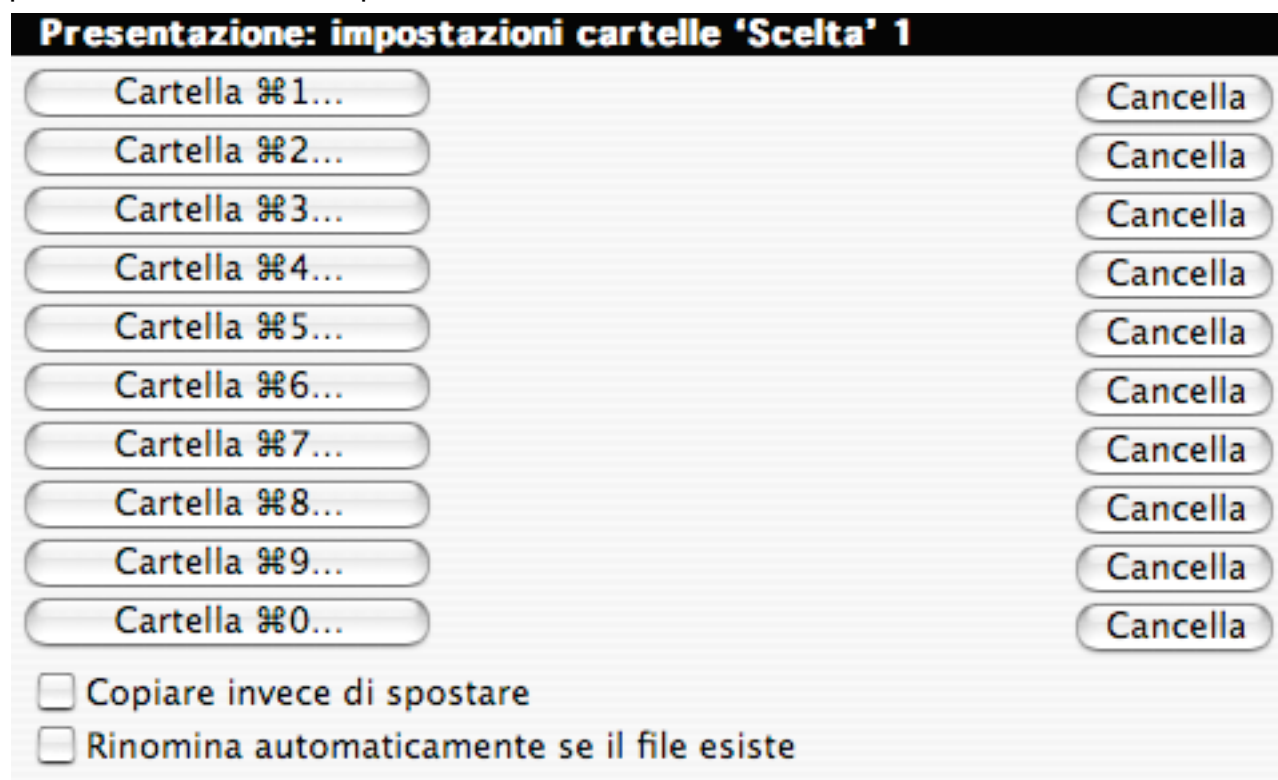 Presentazione: impostazioni cartelle ‘Scelta’ 1
Cartella ⌘1... Cancella
Cartella ⌘2... Cancella
Cartella ⌘3... Cancella
Cartella ⌘4... Cancella
Cartella ⌘5... Cancella
Cartella ⌘6... Cancella
Cartella ⌘7... Cancella
Cartella ⌘8... Cancella
Cartella ⌘9... Cancella
Cartella ⌘0... Cancella
Copiare invece di spostare
Rinomina automaticamente se il file esiste